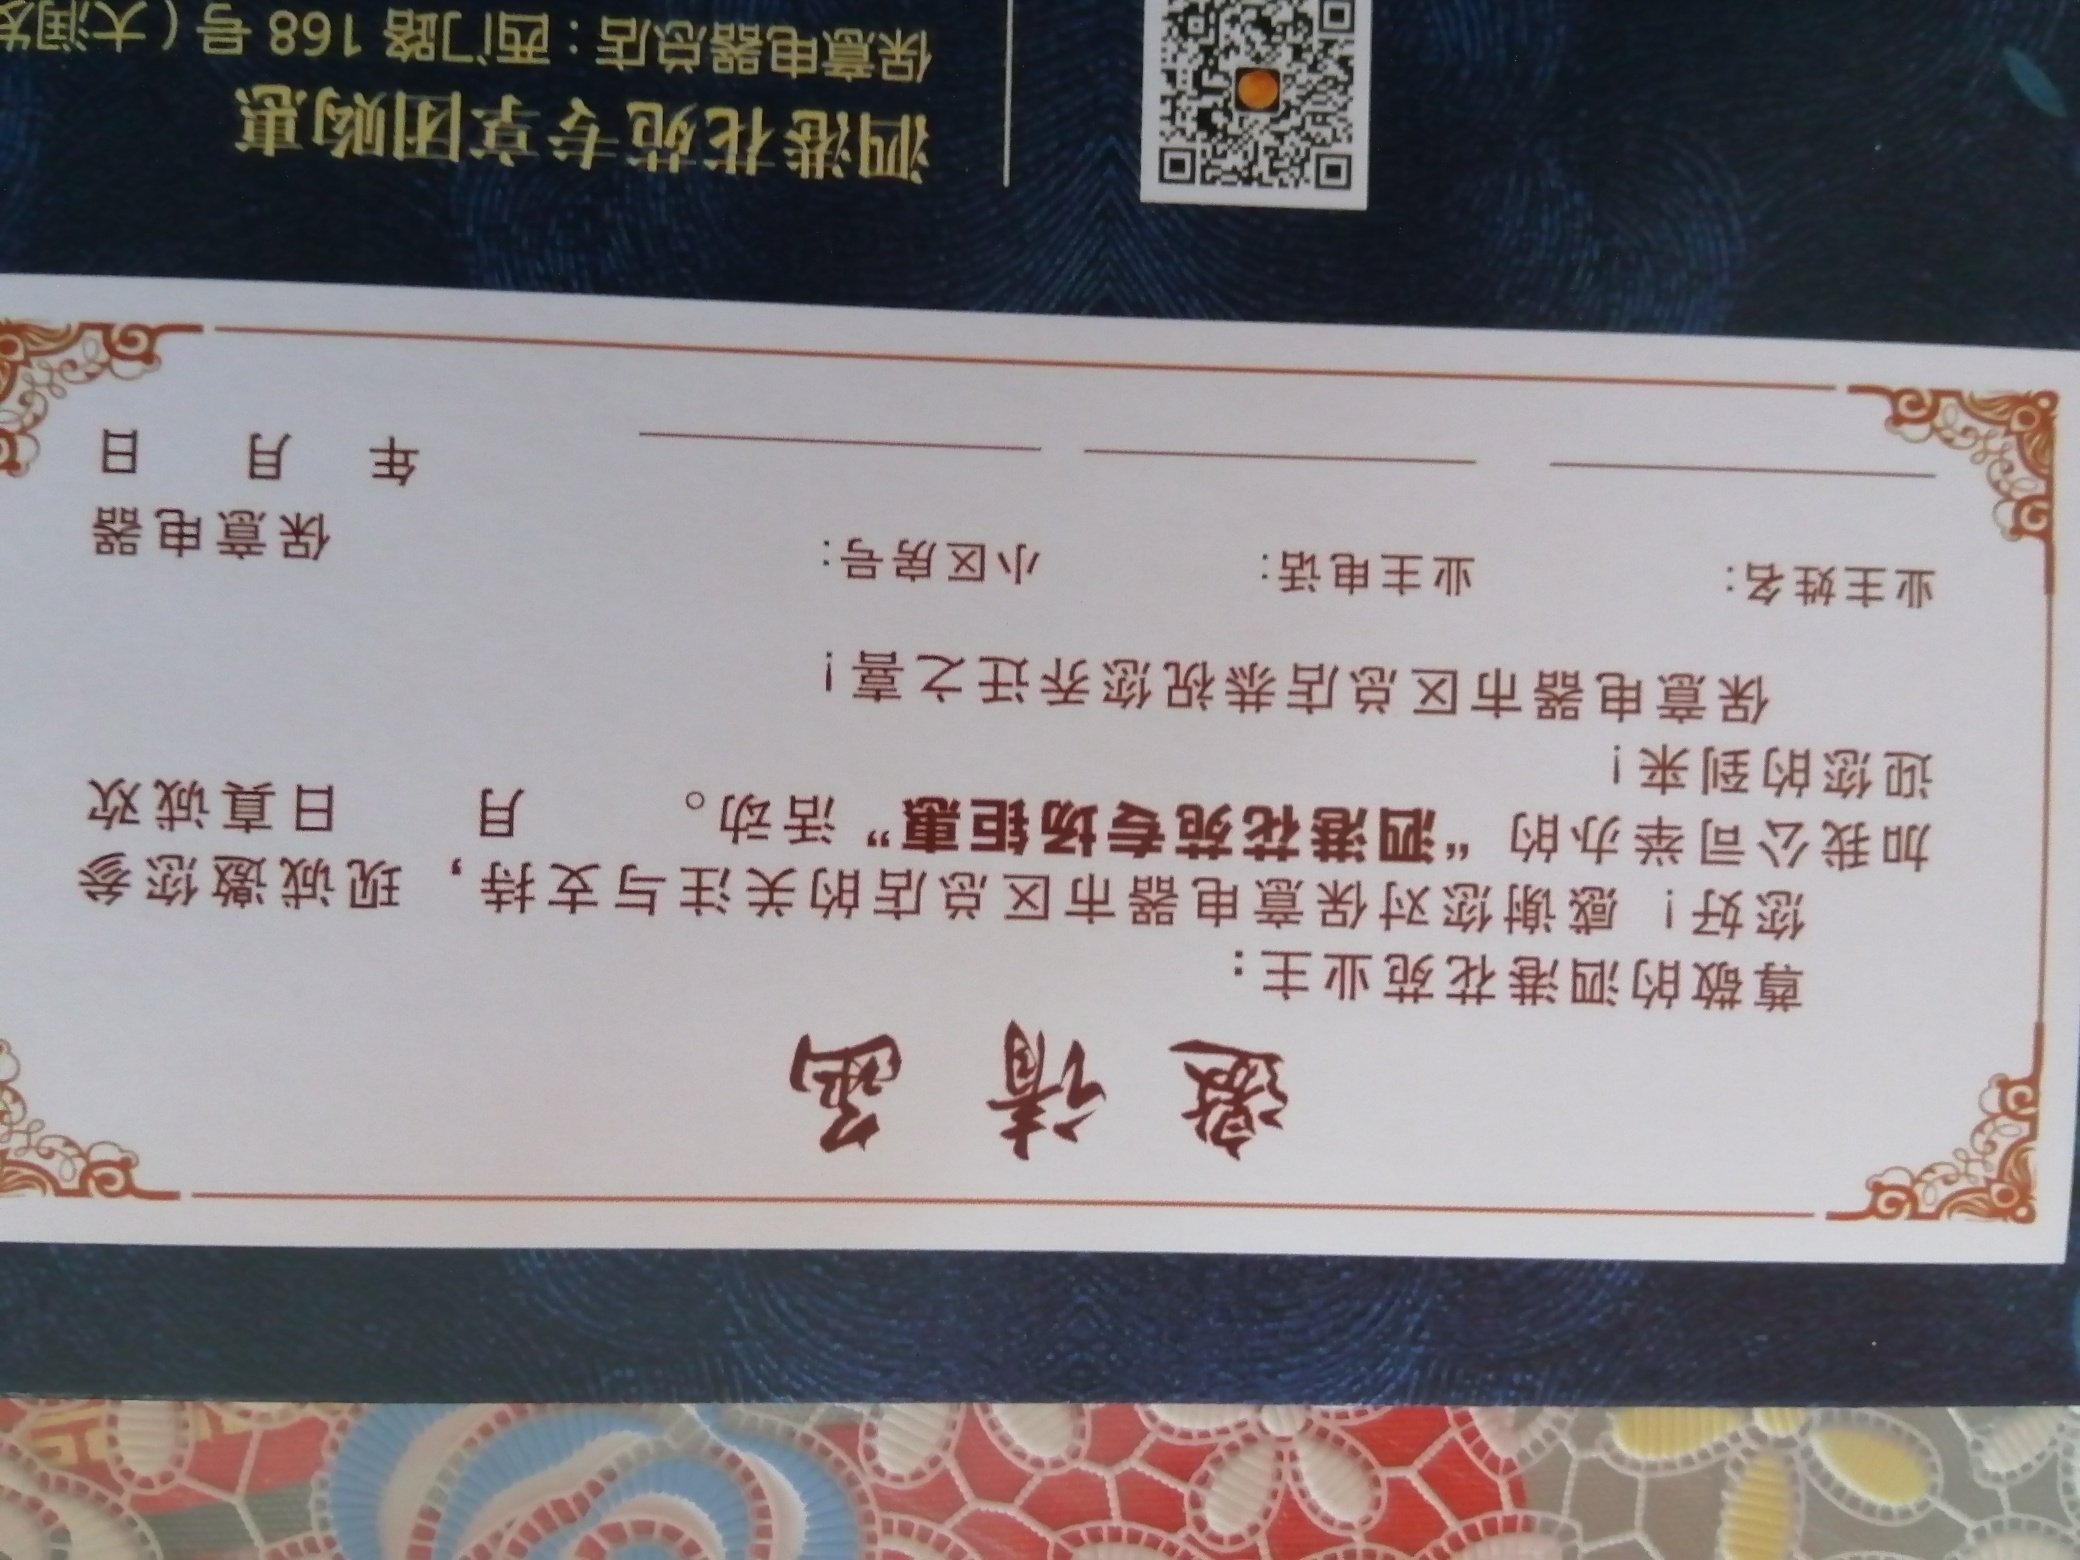 邀请函
尊敬的泗港花苑业主：
您好！感谢您对保意电器市区总店的关注与支持，现诚邀您参
加我公司举办的“泗港花苑专场钜惠”活动。 月 日真诚欢
迎您的到来！
保意电器市区总店恭祝您乔迁之喜！
业主姓名： 业主电话： 小区房号：
保意电器
年 月 日
泗港花苑专享团购惠
保意电器总店：西门路 168 号（大润发